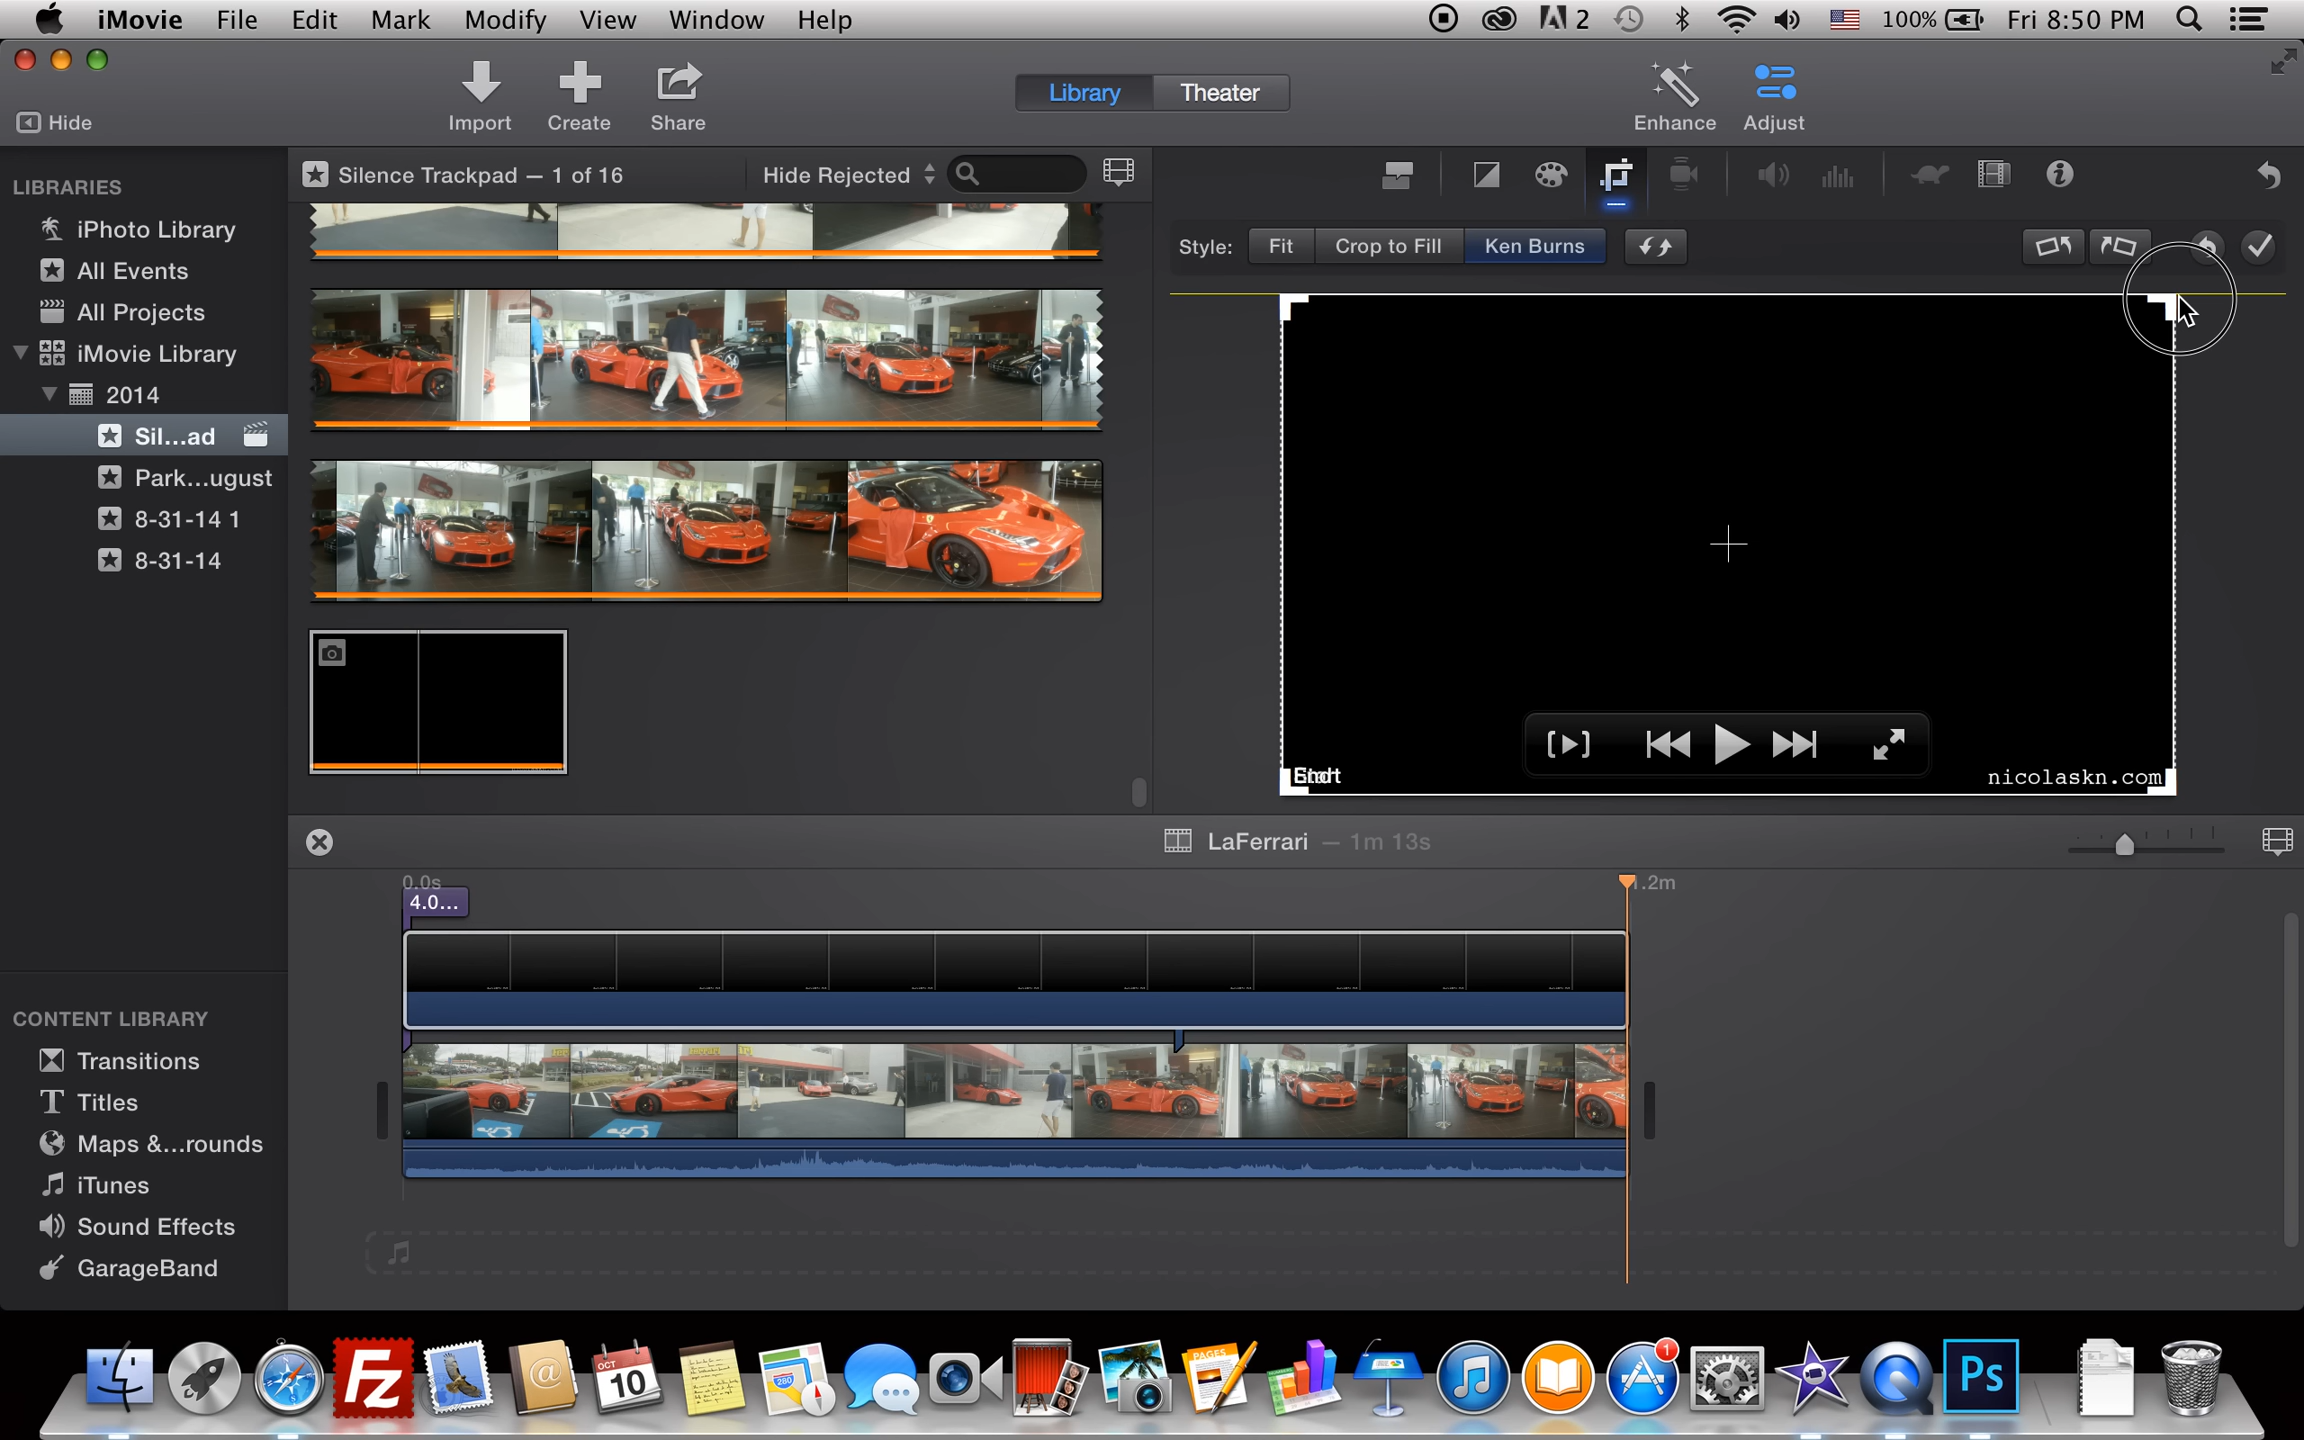 iMovie File Edit Mark Modify View Window Help
2 100% Fri 8:50 PM
Hide
Import Create Share
Library Theater
Enhance Adjust
LIBRARIES
iPhoto Library
All Events
All Projects
iMovie Library
2014
Sil...ad
Park...ugust
8-31-14 1
8-31-14
Silence Trackpad — 1 of 16
Hide Rejected
Style: Fit Crop to Fill Ken Burns
nicolaskn.com
LaFerrari — 1m 13s
0.0s
.2m
4.0...
CONTENT LIBRARY
Transitions
Titles
Maps &...rounds
iTunes
Sound Effects
GarageBand
Fz
OCT
10
280
PAGES
1
Ps